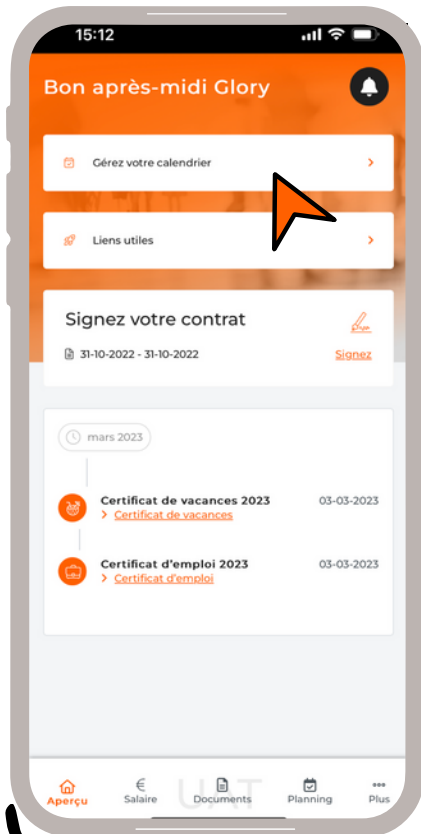 15:12
Bon après-midi Glory
Gérez votre calendrier
Liens utiles
Signez votre contrat
31-10-2022 - 31-10-2022
Signez
mars 2023
Certificat de vacances 2023 03-03-2023
> Certificat de vacances
Certificat d'emploi 2023 03-03-2023
> Certificat d'emploi
UAT
Aperçu Salaire Documents Planning Plus